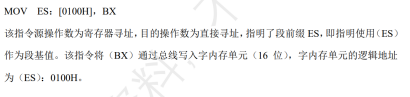 MOV ES：[0100H]，BX
该指令源操作数为寄存器寻址，目的操作数为直接寻址，指明了段前缀 ES，即指明使用（ES）
作为段基值。该指令将（BX）通过总线写入字内存单元（16 位），字内存单元的逻辑地址
为（ES）：0100H。